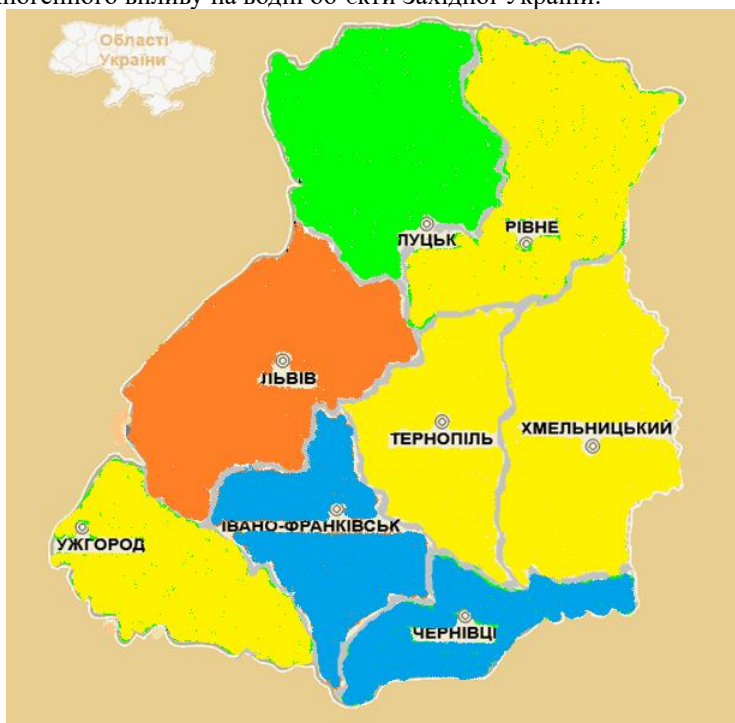 впливу на водні об'єкти Західної України:
Області
України
ЛУЦЬК
РІВНЕ
ЛЬВІВ
ТЕРНОПІЛЬ
ХМЕЛЬНИЦЬКИЙ
ІВАНО-ФРАНКІВСЬК
УЖГОРОД
ЧЕРНІВЦІ